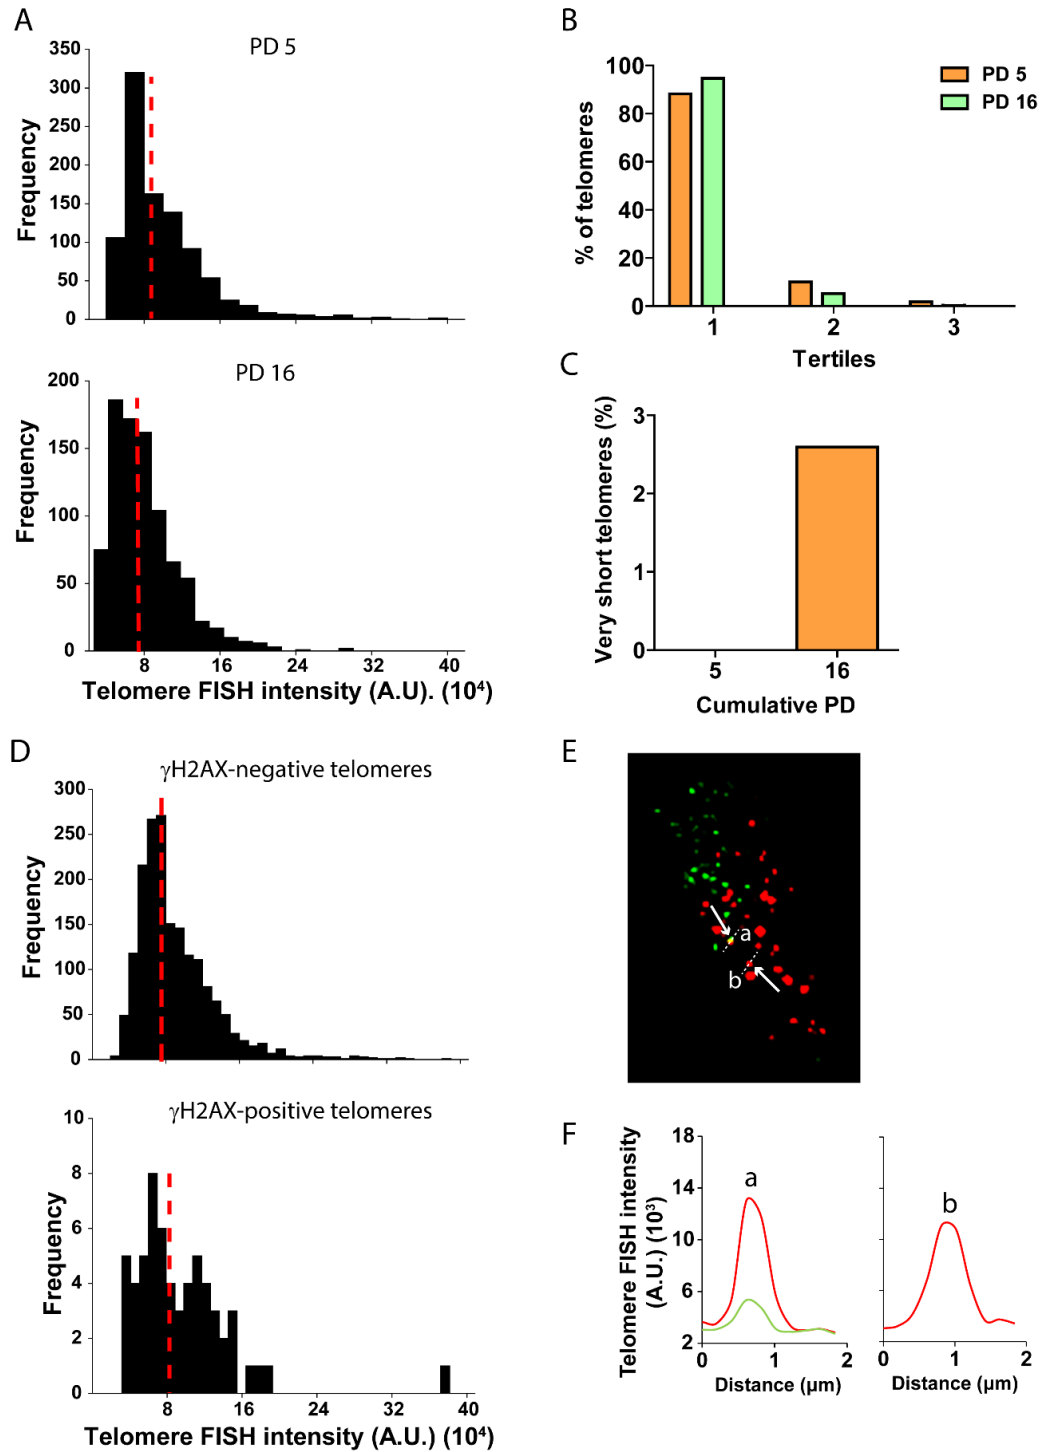 A
PD 5
350
300
250
200
150
100
50
0
Frequency
PD 16
200
150
100
50
0
Frequency
8 16 24 32 40
Telomere FISH intensity (A.U). (10⁴)
B
100
80
60
40
20
0
% of telomeres
PD 5
PD 16
1 2 3
Tertiles
C
3
2
1
0
Very short telomeres (%)
5 16
Cumulative PD
D
γH2AX-negative telomeres
300
250
200
150
100
50
0
Frequency
γH2AX-positive telomeres
10
8
6
4
2
0
Frequency
8 16 24 32 40
Telomere FISH intensity (A.U.) (10⁴)
E
a
b
F
Telomere FISH intensity
(A.U.) (10³)
18
14
10
6
2
a
0 1 2
Distance (μm)
b
0 1 2
Distance (μm)